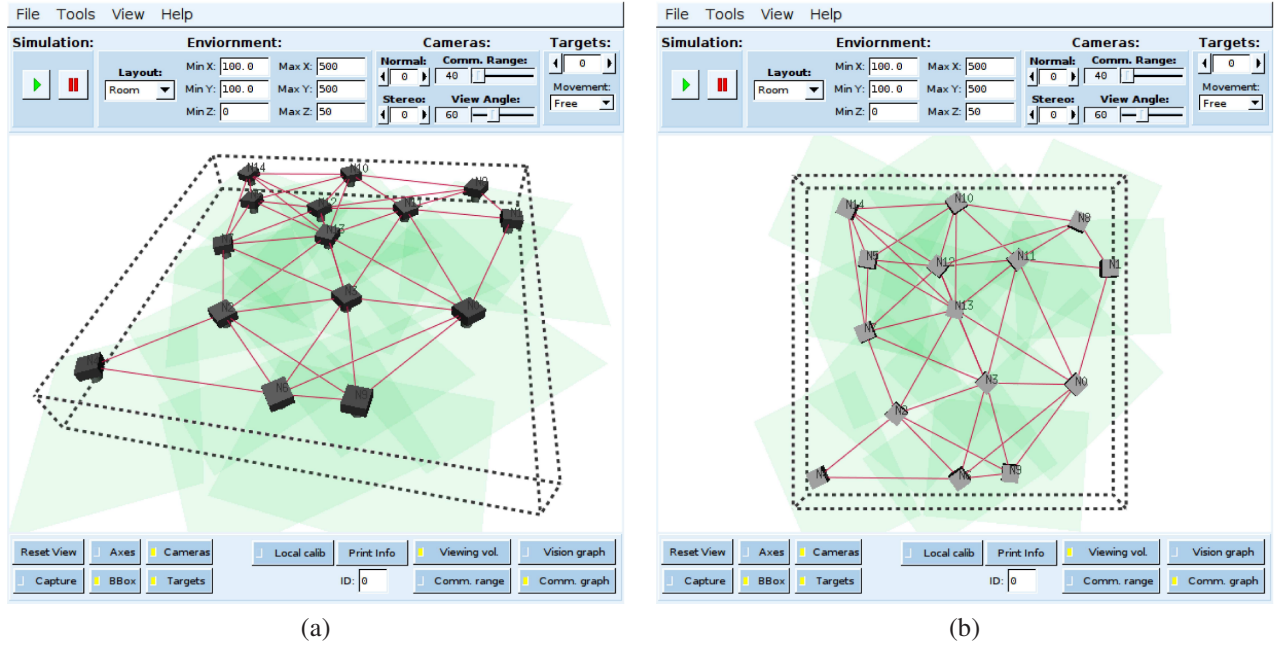 File Tools View Help
Simulation: Enviornment: Cameras: Targets:
Layout: Min X: 100.0 Max X: 500 Normal: Comm. Range: 0
Room Min Y: 100.0 Max Y: 500 0 40 Movement:
Min Z: 0 Max Z: 50 Stereo: View Angle: Free
0 60
N14 N10
N12
N13
N2
N6
Reset View Axes Cameras Local calib Print Info Viewing vol. Vision graph
Capture BBox Targets ID: 0 Comm. range Comm. graph
(a)
File Tools View Help
Simulation: Enviornment: Cameras: Targets:
Layout: Min X: 100.0 Max X: 500 Normal: Comm. Range: 0
Room Min Y: 100.0 Max Y: 500 0 40 Movement:
Min Z: 0 Max Z: 50 Stereo: View Angle: Free
0 60
N14 N10
N8
N5 N12 N11 N1
N13
N3 N0
N2
N6 N9
Reset View Axes Cameras Local calib Print Info Viewing vol. Vision graph
Capture BBox Targets ID: 0 Comm. range Comm. graph
(b)